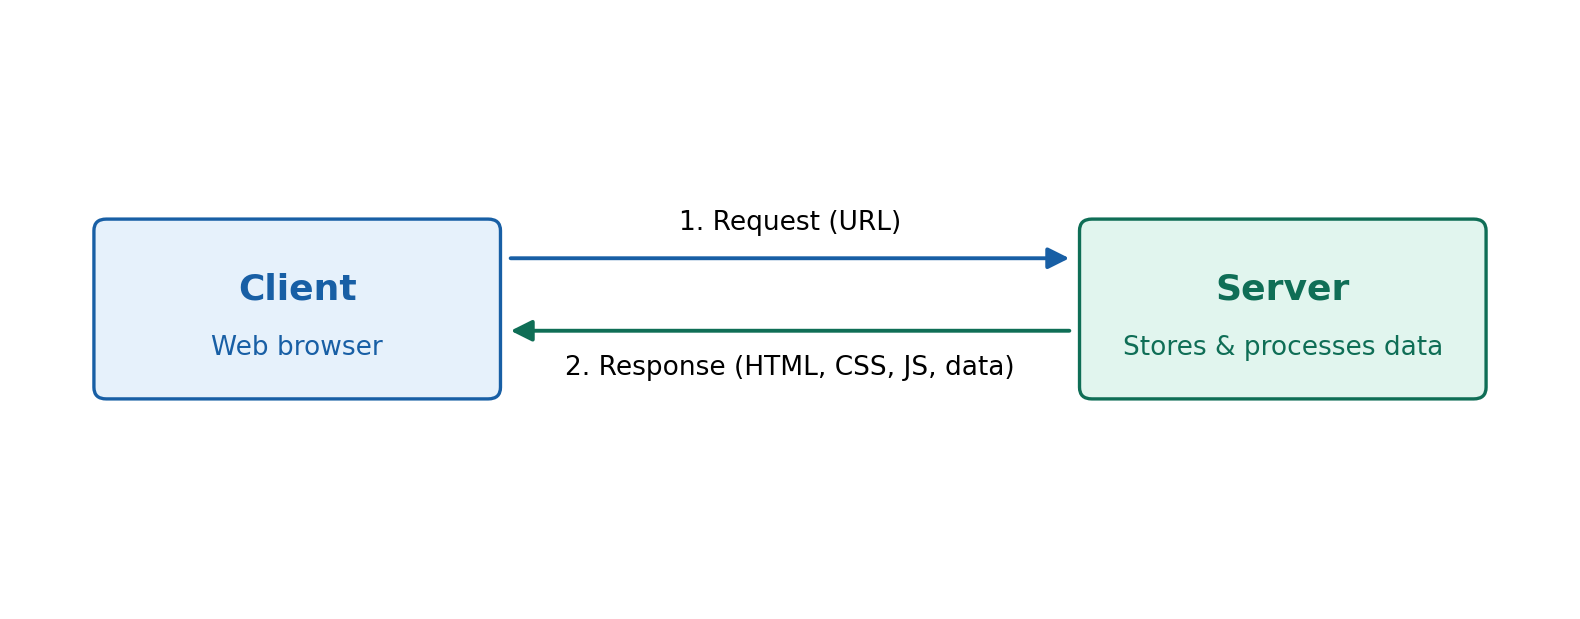 1. Request (URL)
Client
Web browser
Server
Stores & processes data
2. Response (HTML, CSS, JS, data)